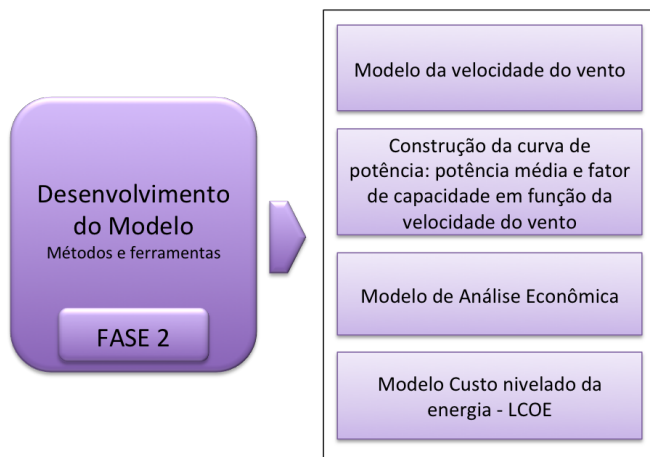 Desenvolvimento
do Modelo
Métodos e ferramentas
FASE 2
Modelo da velocidade do vento
Construção da curva de
potência: potência média e fator
de capacidade em função da
velocidade do vento
Modelo de Análise Econômica
Modelo Custo nivelado da
energia - LCOE